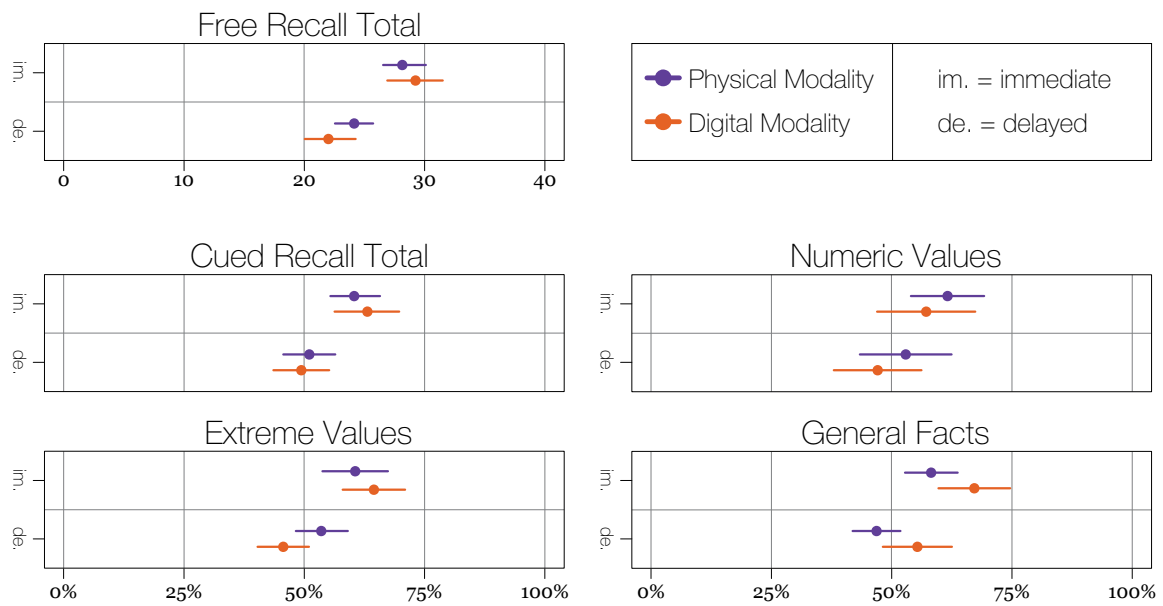 Free Recall Total
im.
de.
0 10 20 30 40
Physical Modality
Digital Modality
im. = immediate
de. = delayed
Cued Recall Total
im.
de.
Numeric Values
im.
de.
Extreme Values
im.
de.
0% 25% 50% 75% 100%
General Facts
im.
de.
0% 25% 50% 75% 100%